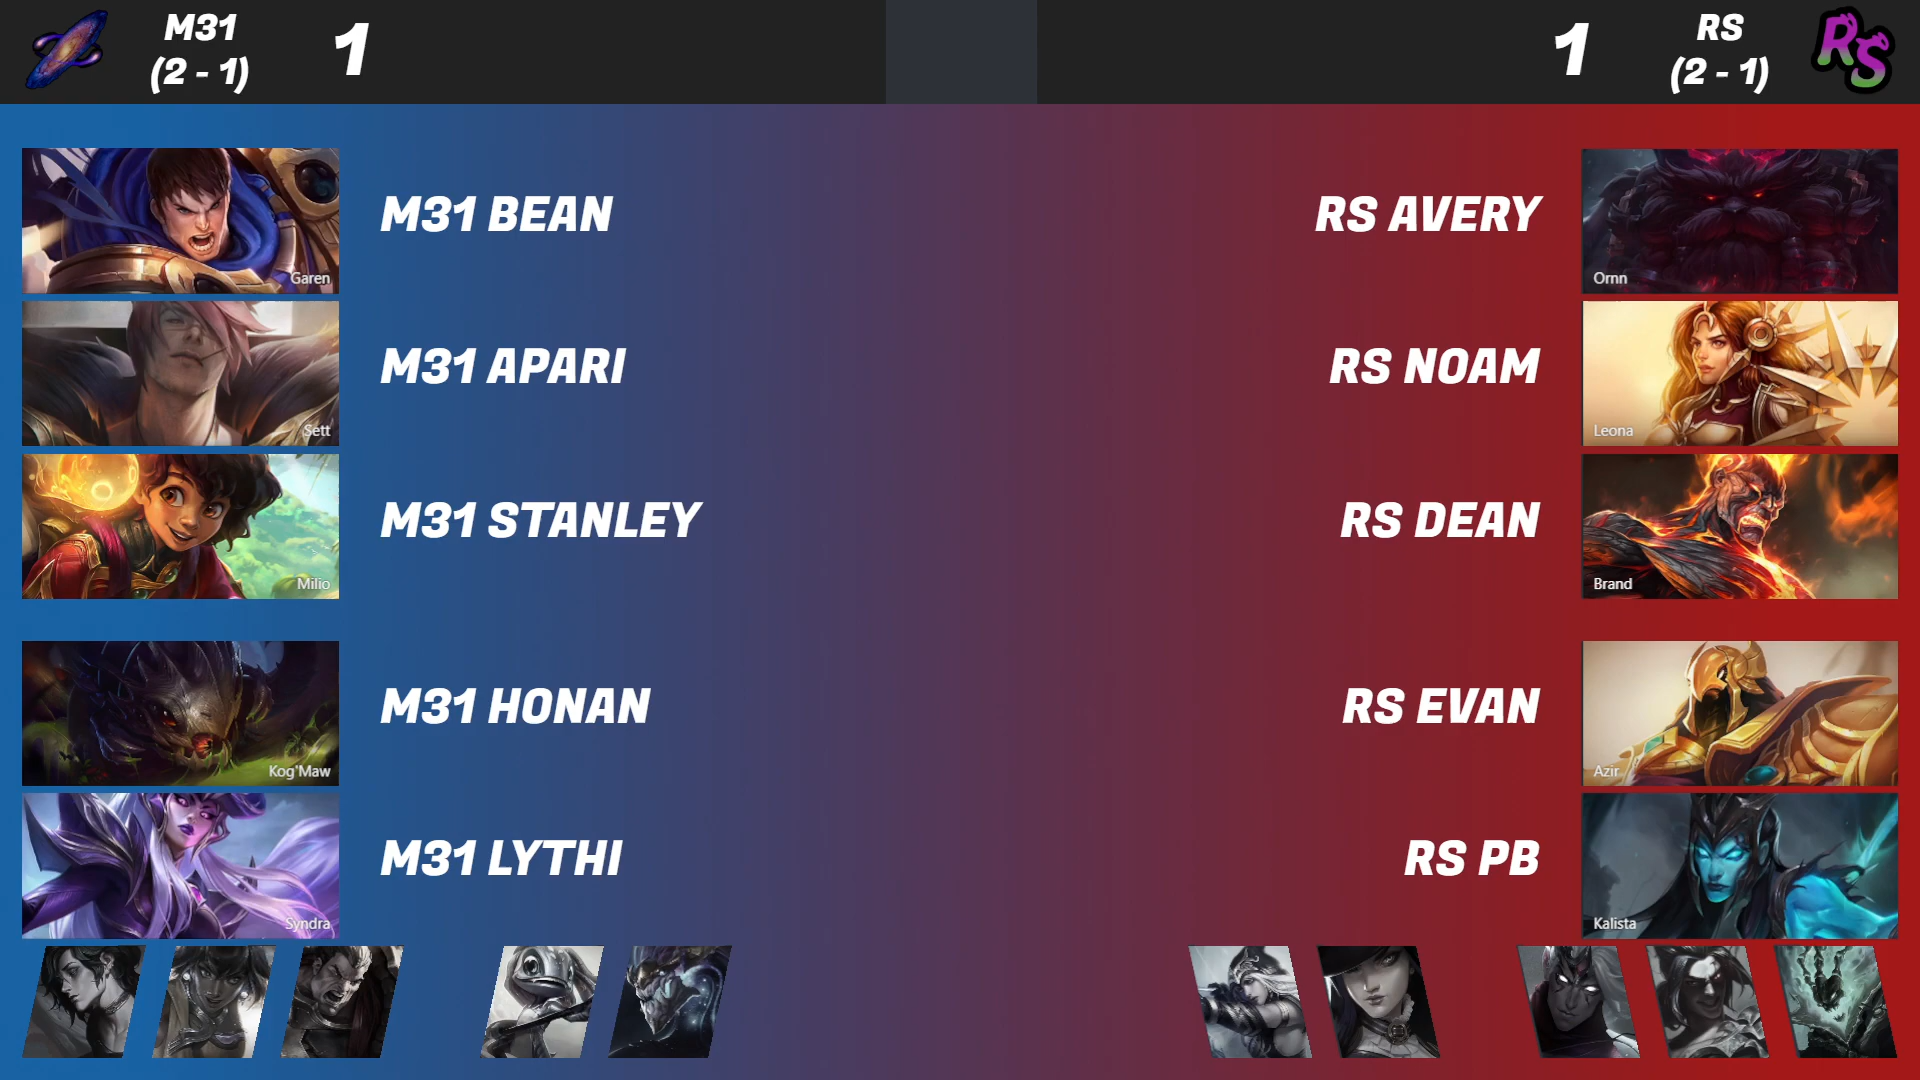 M31
(2 - 1)
1
1
RS
(2 - 1)
RS
Garen
M31 BEAN
RS AVERY
Ornn
Sett
M31 APARI
RS NOAM
Leona
Milio
M31 STANLEY
RS DEAN
Brand
Kog'Maw
M31 HONAN
RS EVAN
Azir
Syndra
M31 LYTHI
RS PB
Kalista